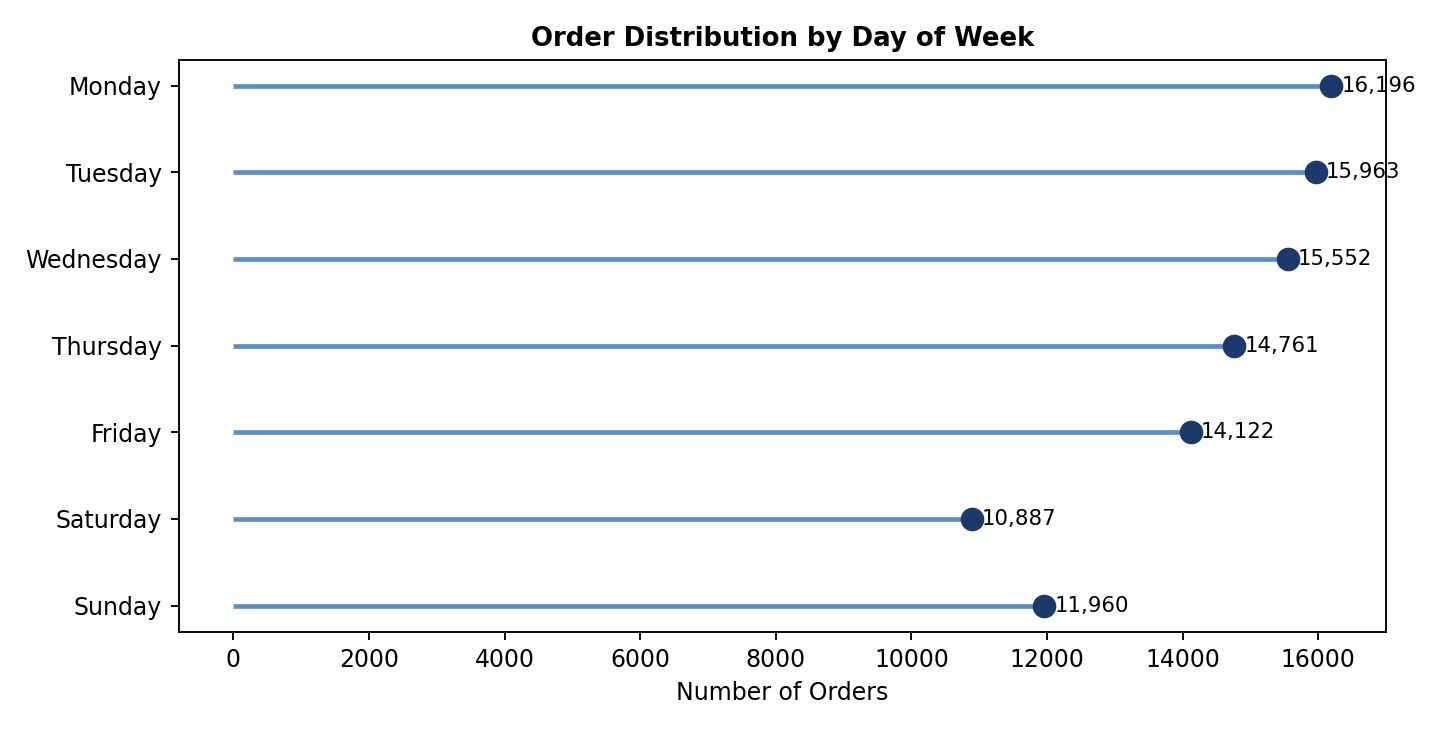 Order Distribution by Day of Week
Monday 16,196
Tuesday 15,963
Wednesday 15,552
Thursday 14,761
Friday 14,122
Saturday 10,887
Sunday 11,960
0 2000 4000 6000 8000 10000 12000 14000 16000
Number of Orders